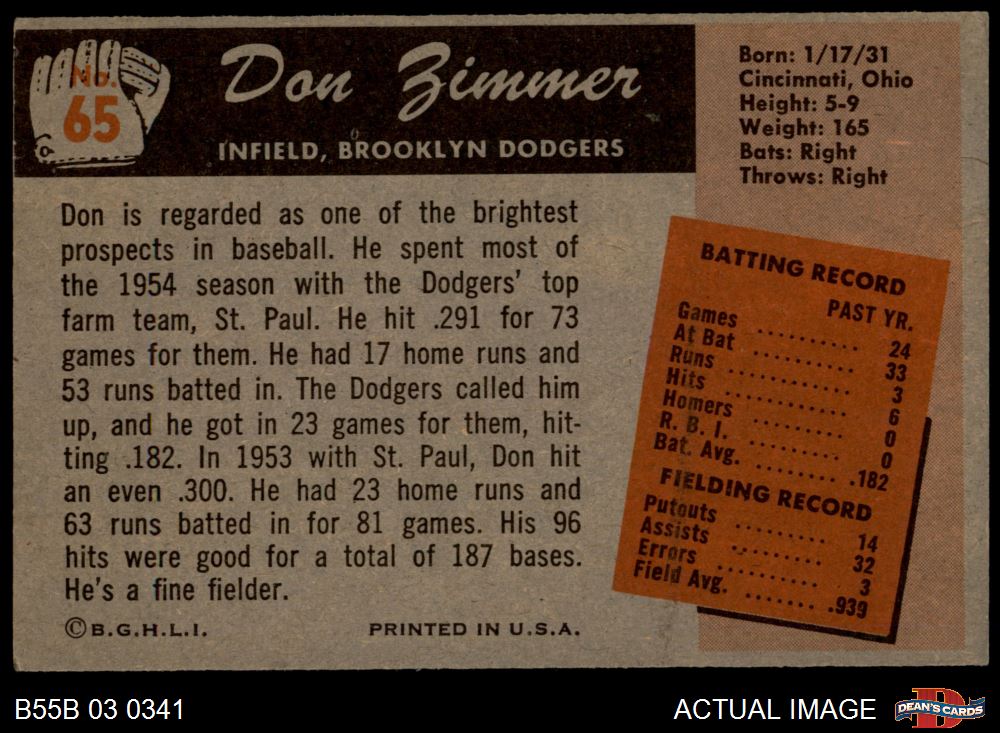 No.
65
Don Zimmer
INFIELD, BROOKLYN DODGERS
Born: 1/17/31
Cincinnati, Ohio
Height: 5-9
Weight: 165
Bats: Right
Throws: Right
Don is regarded as one of the brightest
prospects in baseball. He spent most of
the 1954 season with the Dodgers' top
farm team, St. Paul. He hit .291 for 73
games for them. He had 17 home runs and
53 runs batted in. The Dodgers called him
up, and he got in 23 games for them, hit-
ting .182. In 1953 with St. Paul, Don hit
an even .300. He had 23 home runs and
63 runs batted in for 81 games. His 96
hits were good for a total of 187 bases.
He's a fine fielder.
©B.G.H.L.I.
PRINTED IN U.S.A.
BATTING RECORD
PAST YR.
Games ......... 24
At Bat .......... 33
Runs ............ 3
Hits ............ 6
Homers ......... 0
R. B. I. ......... 0
Bat. Avg. ....... .182
FIELDING RECORD
Putouts ........ 14
Assists ......... 32
Errors .......... 3
Field Avg. ....... .939
B55B 03 0341
ACTUAL IMAGE
D
DEAN'S CARDS